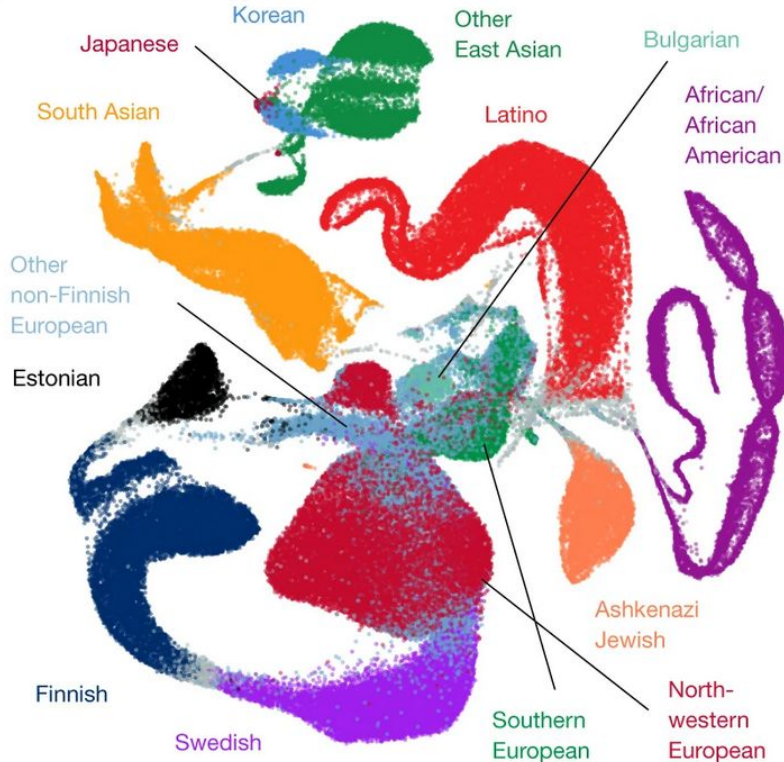 Korean
Japanese
Other
East Asian
Bulgarian
South Asian
Latino
African/
African
American
Other
non-Finnish
European
Estonian
Ashkenazi
Jewish
Finnish
Swedish
Southern
European
North-
western
European